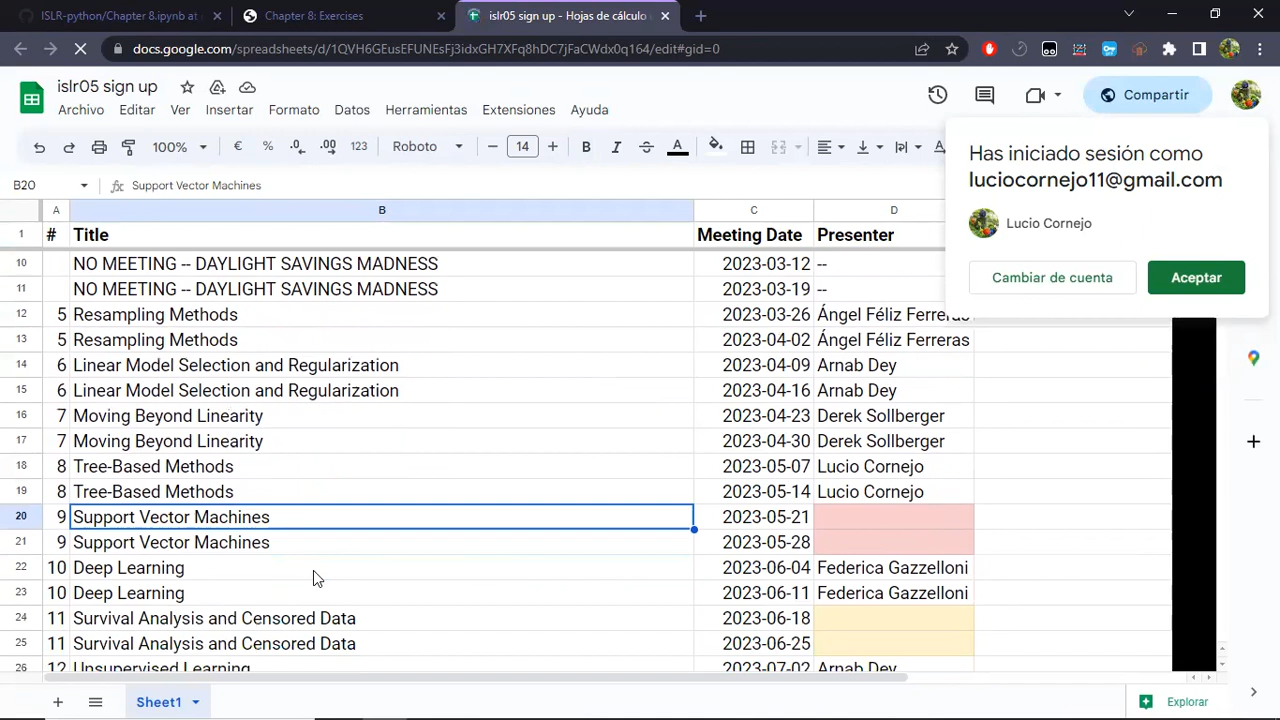 ISLR-python/Chapter 8.ipynb at
Chapter 8: Exercises
islr05 sign up - Hojas de cálculo
docs.google.com/spreadsheets/d/1QVH6GEusEFUNEsFj3idxGH7XFq8hDC7jFaCWdx0q164/edit#gid=0
islr05 sign up
Archivo Editar Ver Insertar Formato Datos Herramientas Extensiones Ayuda
Compartir
100% € % .0 .00 123 Roboto 14 B I A
B20 fx Support Vector Machines
Has iniciado sesión como
luciocornejo11@gmail.com
Lucio Cornejo
Cambiar de cuenta Aceptar
A B C D
1 # Title Meeting Date Presenter
10 NO MEETING -- DAYLIGHT SAVINGS MADNESS 2023-03-12 --
11 NO MEETING -- DAYLIGHT SAVINGS MADNESS 2023-03-19 --
12 5 Resampling Methods 2023-03-26 Ángel Féliz Ferreras
13 5 Resampling Methods 2023-04-02 Ángel Féliz Ferreras
14 6 Linear Model Selection and Regularization 2023-04-09 Arnab Dey
15 6 Linear Model Selection and Regularization 2023-04-16 Arnab Dey
16 7 Moving Beyond Linearity 2023-04-23 Derek Sollberger
17 7 Moving Beyond Linearity 2023-04-30 Derek Sollberger
18 8 Tree-Based Methods 2023-05-07 Lucio Cornejo
19 8 Tree-Based Methods 2023-05-14 Lucio Cornejo
20 9 Support Vector Machines 2023-05-21
21 9 Support Vector Machines 2023-05-28
22 10 Deep Learning 2023-06-04 Federica Gazzelloni
23 10 Deep Learning 2023-06-11 Federica Gazzelloni
24 11 Survival Analysis and Censored Data 2023-06-18
25 11 Survival Analysis and Censored Data 2023-06-25
26 12 Unsupervised Learning 2023-07-02 Arnab Dey
Sheet1
Explorar